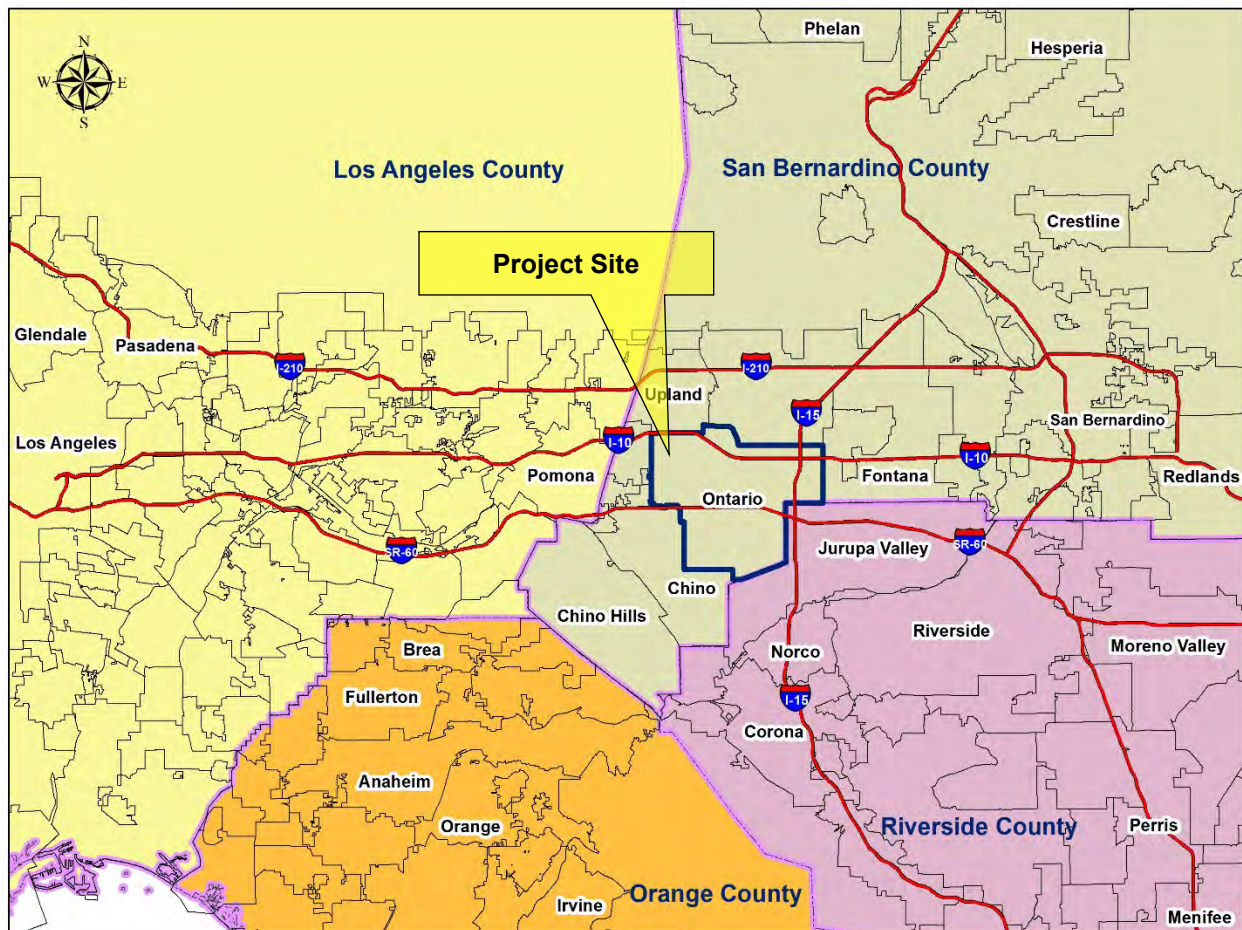 Phelan
Hesperia
N
W E
S
Los Angeles County
San Bernardino County
Crestline
Project Site
Glendale
Pasadena
I-210
I-210
Upland
I-15
San Bernardino
Los Angeles
I-10
I-10
Pomona
Fontana
Redlands
Ontario
SR-60
SR-60
Jurupa Valley
Chino
Chino Hills
Riverside
Moreno Valley
Brea
Norco
Fullerton
I-15
Corona
Anaheim
Orange
Riverside County
Perris
Orange County
Irvine
Menifee